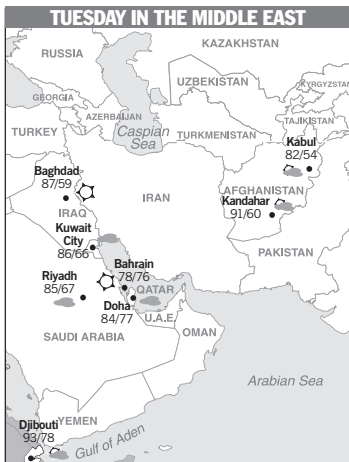 TUESDAY IN THE MIDDLE EAST
RUSSIA
KAZAKHSTAN
UZBEKISTAN
KYRGYZSTAN
GEORGIA
AZERBAIJAN
TAJIKISTAN
TURKEY
Caspian
Sea
TURKMENISTAN
Kabul
82/54
Baghdad
87/59
IRAN
AFGHANISTAN
Kandahar
91/60
IRAQ
Kuwait
City
86/66
PAKISTAN
Riyadh
85/67
Bahrain
78/76
QATAR
Doha
84/77
U.A.E.
OMAN
SAUDI ARABIA
Arabian Sea
YEMEN
Djibouti
93/78
Gulf of Aden